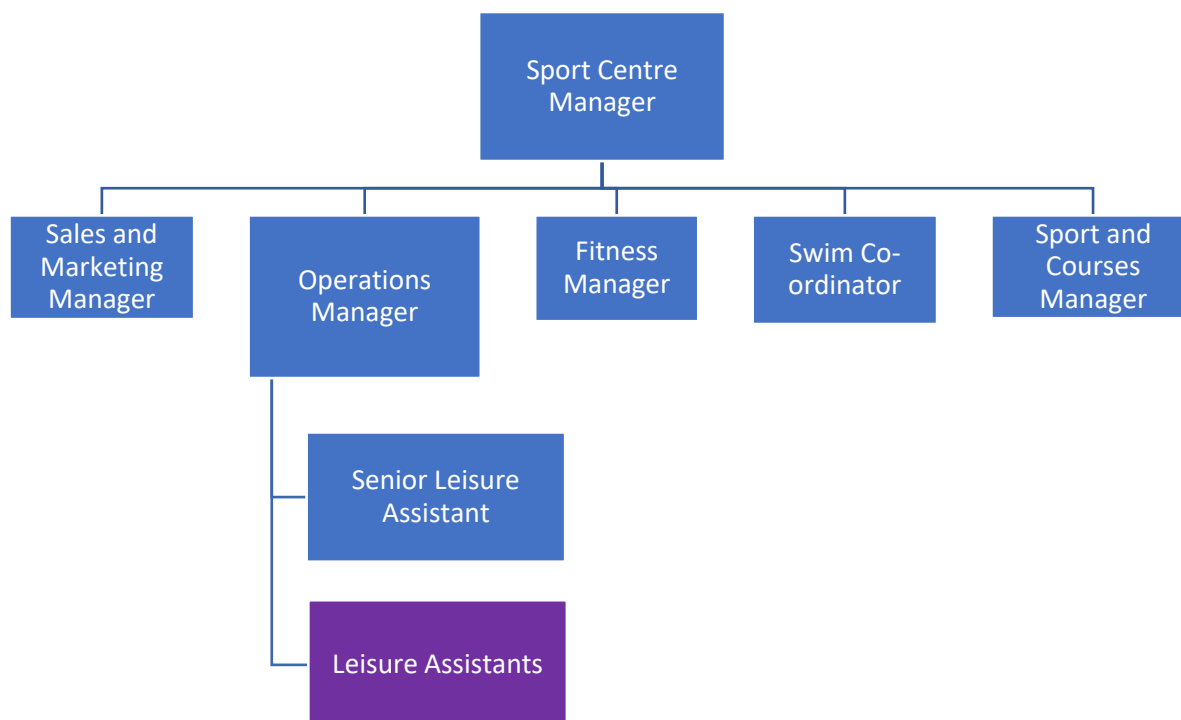 Sport Centre
Manager
Sales and
Marketing
Manager
Operations
Manager
Fitness
Manager
Swim Co-
ordinator
Sport and
Courses
Manager
Senior Leisure
Assistant
Leisure Assistants